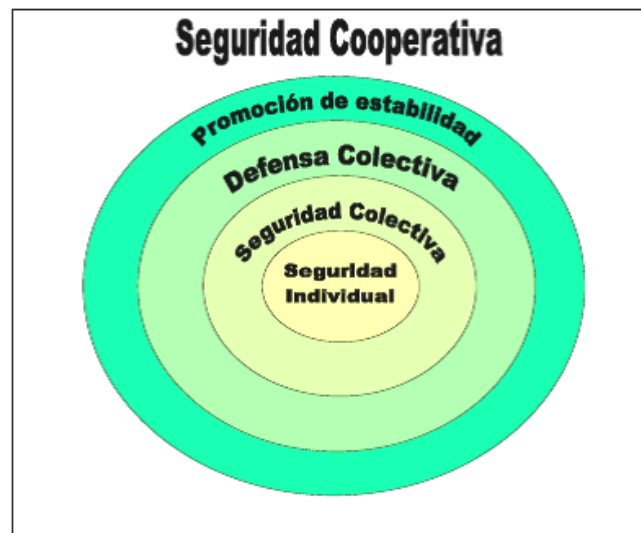 Seguridad Cooperativa
Promoción de estabilidad
Defensa Colectiva
Seguridad Colectiva
Seguridad
Individual